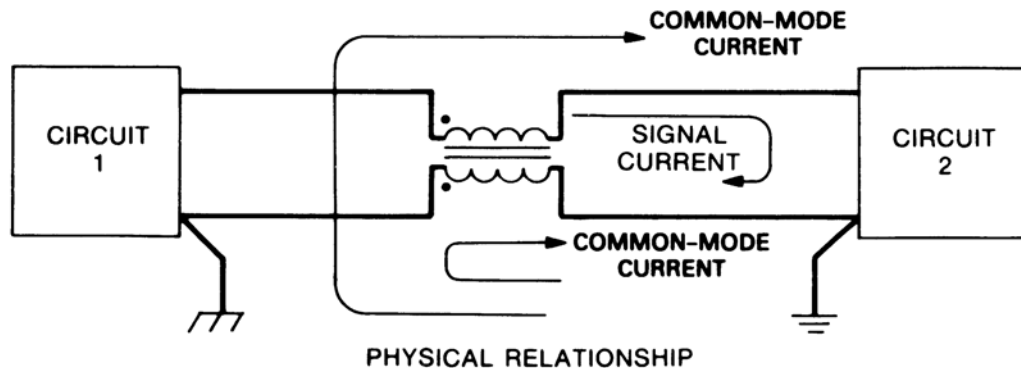 COMMON-MODE
CURRENT
CIRCUIT
1
SIGNAL
CURRENT
CIRCUIT
2
COMMON-MODE
CURRENT
PHYSICAL RELATIONSHIP